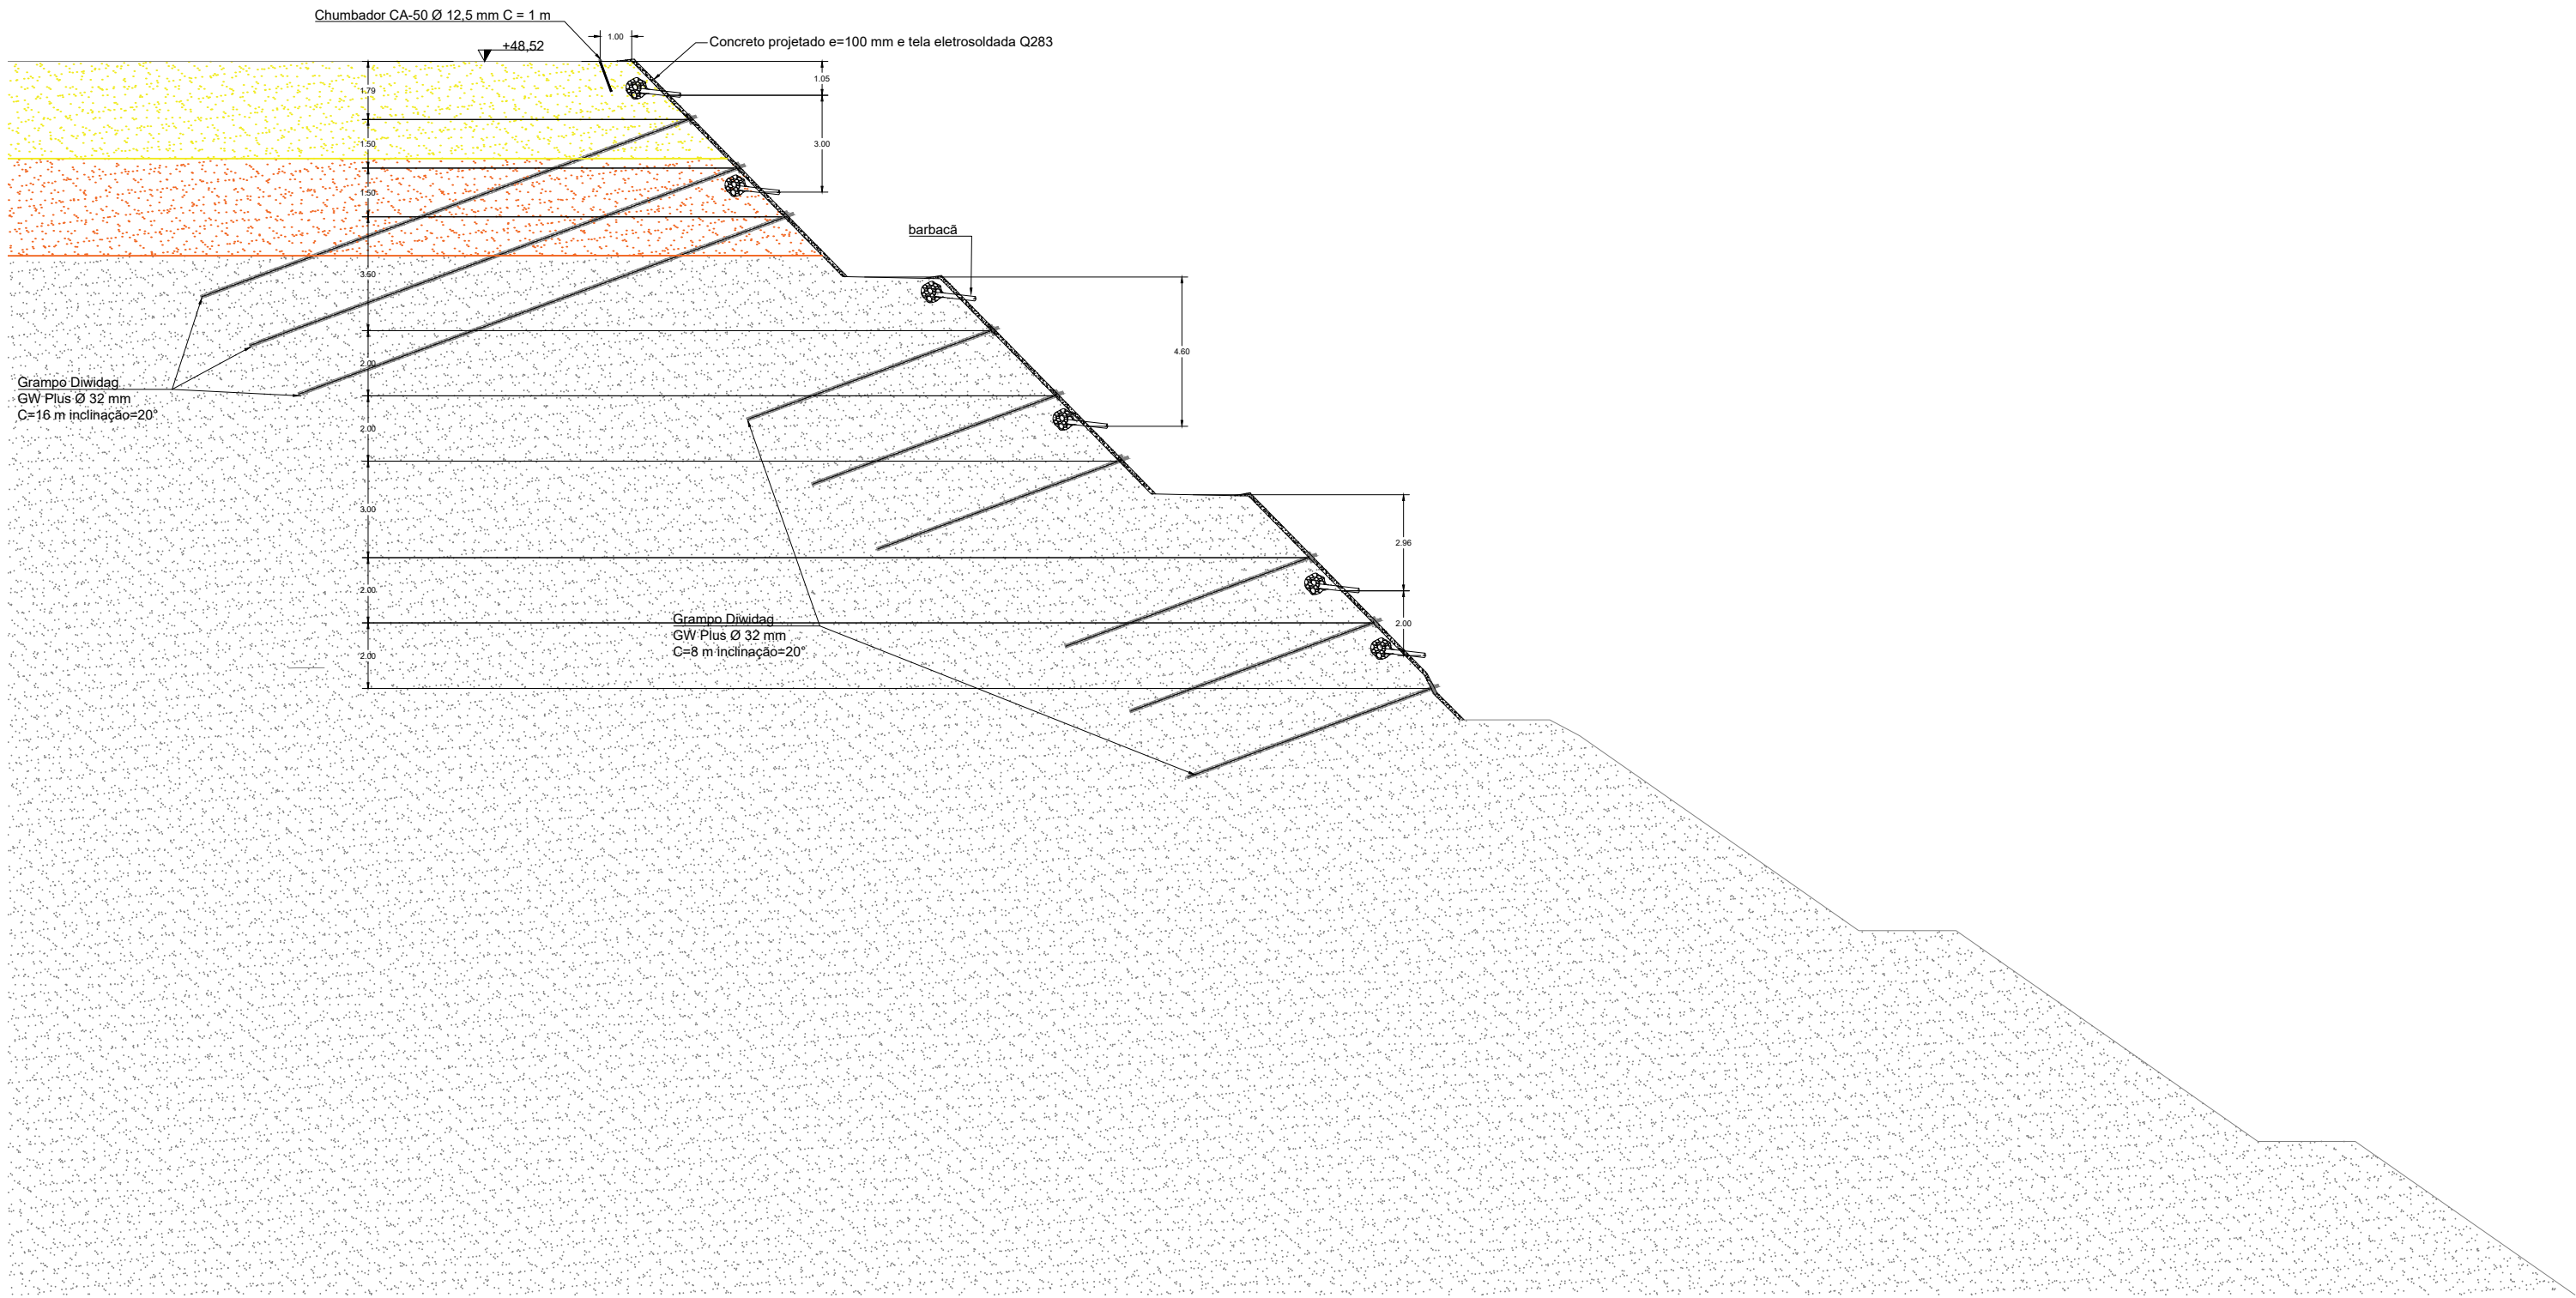 Chumbador CA-50 Ø 12,5 mm C = 1 m
1.00
Concreto projetado e=100 mm e tela eletrosoldada Q283
+48,52
1.05
1.79
1.50
3.00
1.50
barbacã
3.50
4.60
2.00
Grampo Diwidag
GW Plus Ø 32 mm
C=16 m inclinação=20°
2.00
3.00
2.96
2.00
Grampo Diwidag
GW Plus Ø 32 mm
C=8 m inclinação=20°
2.00
2.00